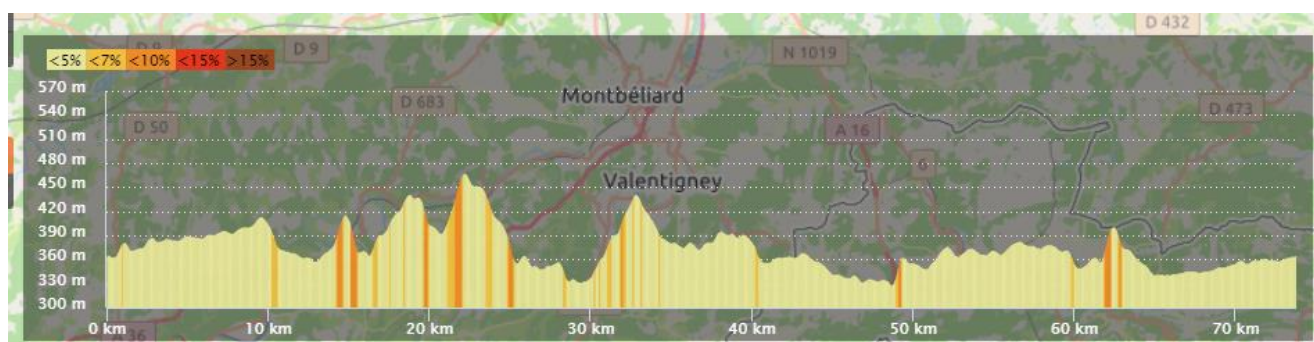 D 432
D 9
D 9
N 1019
<5% <7% <10% <15% >15%
570 m
Montbéliard
D 683
D 473
540 m
D 50
A 16
510 m
480 m
6
450 m
Valentigney
420 m
390 m
360 m
330 m
300 m
0 km 10 km 20 km 30 km 40 km 50 km 60 km 70 km
A 36